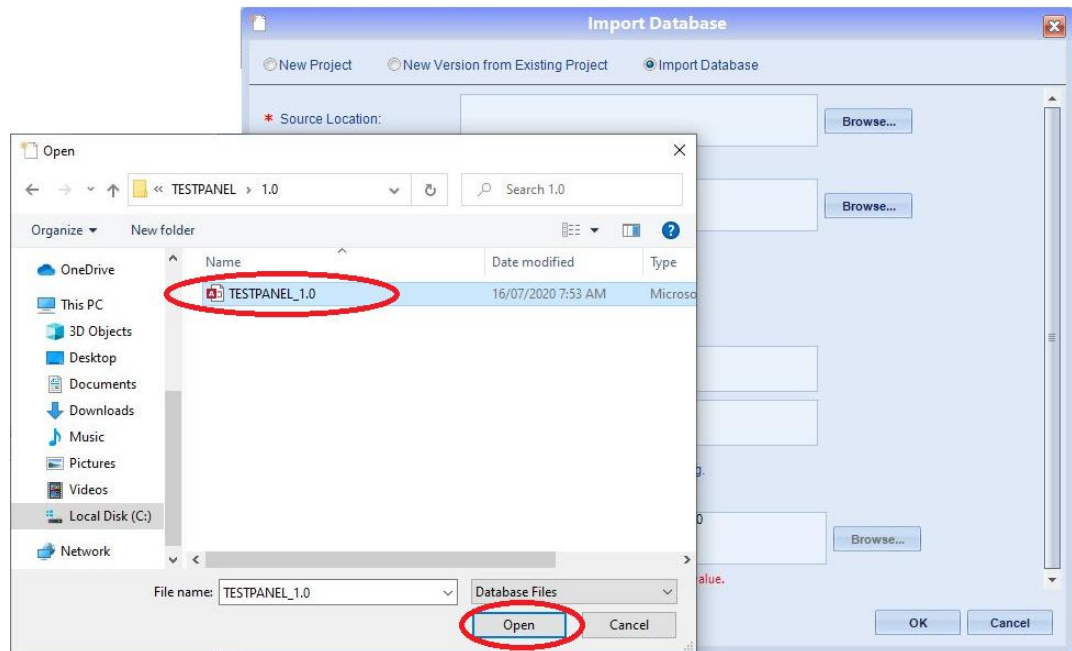 Import Database
New Project New Version from Existing Project Import Database
* Source Location:
Browse...
Open
« TESTPANEL > 1.0
Search 1.0
Browse...
Organize New folder
Name Date modified Type
OneDrive
TESTPANEL_1.0 16/07/2020 7:53 AM Microso
This PC
3D Objects
Desktop
Documents
Downloads
Music
Pictures
Videos
Local Disk (C:)
Network
g.
0
Browse...
alue.
File name: TESTPANEL_1.0 Database Files
Open Cancel
OK Cancel